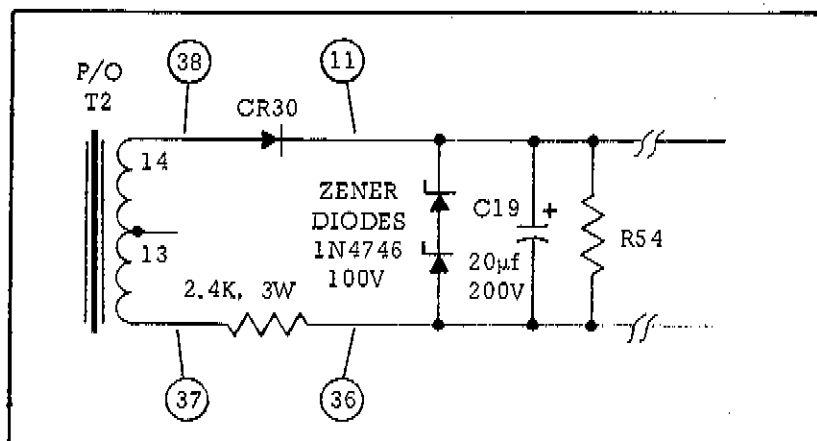 P/O
T2
38
11
CR30
14
13
ZENER
DIODES
1N4746
100V
C19
+
20µf
200V
R54
2.4K, 3W
37
36